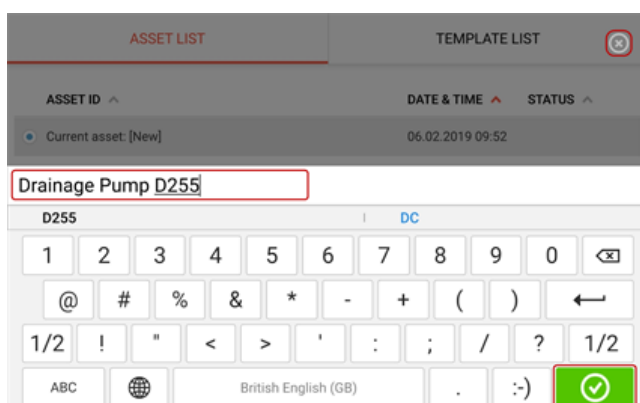 ASSET LIST TEMPLATE LIST
ASSET ID DATE & TIME STATUS
Current asset: [New] 06.02.2019 09:52
Drainage Pump D255
D255 DC
1 2 3 4 5 6 7 8 9 0
@ # % & * - + ( )
1/2 ! " < > ' : ; / ? 1/2
ABC British English (GB) . :-)